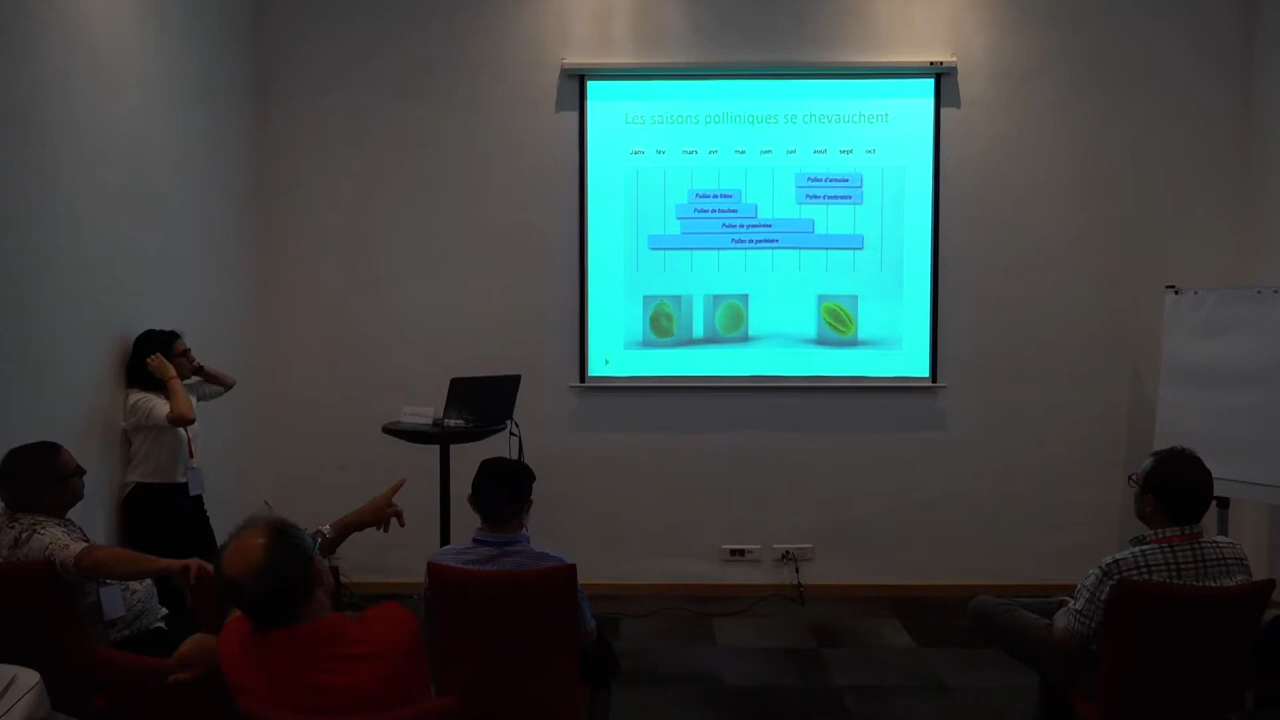 Les saisons polliniques se chevauchent
Janv fev mars avr mai juin juil aout sept oct
Pollen d'armoise
Pollen de frêne
Pollen d'ambroisie
Pollen de bouleau
Pollen de graminées
Pollen de pariétaire